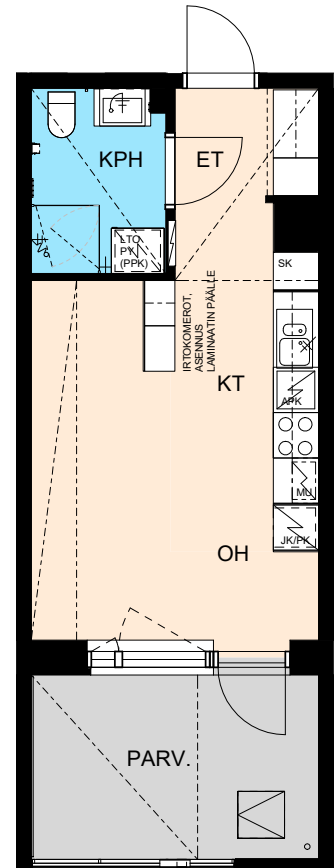 KPH
ET
LTO
PK
(PPK)
SK
IRTOKOMEROT,
ASENNUS
LAMINAATIN PÄÄLLE
KT
APK
MU
JK/PK
OH
PARV.